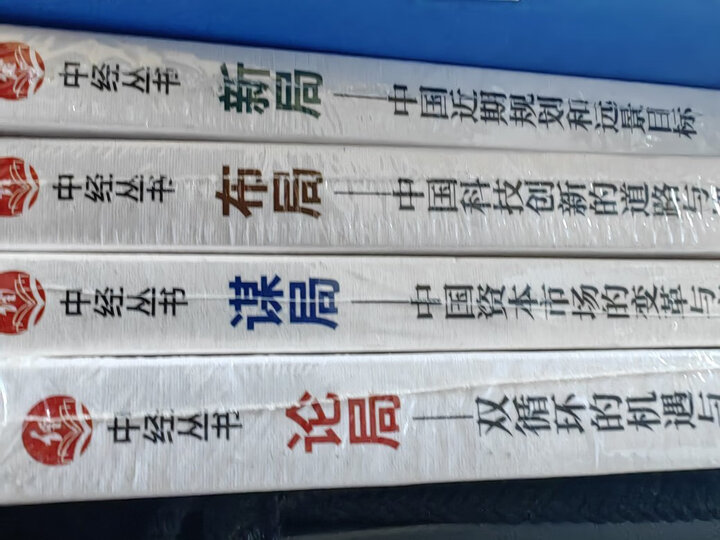 中经丛书 新局——中国近期规划和远景目标
中经丛书 布局——中国科技创新的道路与
中经丛书 谋局——中国资本市场的变革与
中经丛书 论局——双循环的机遇与